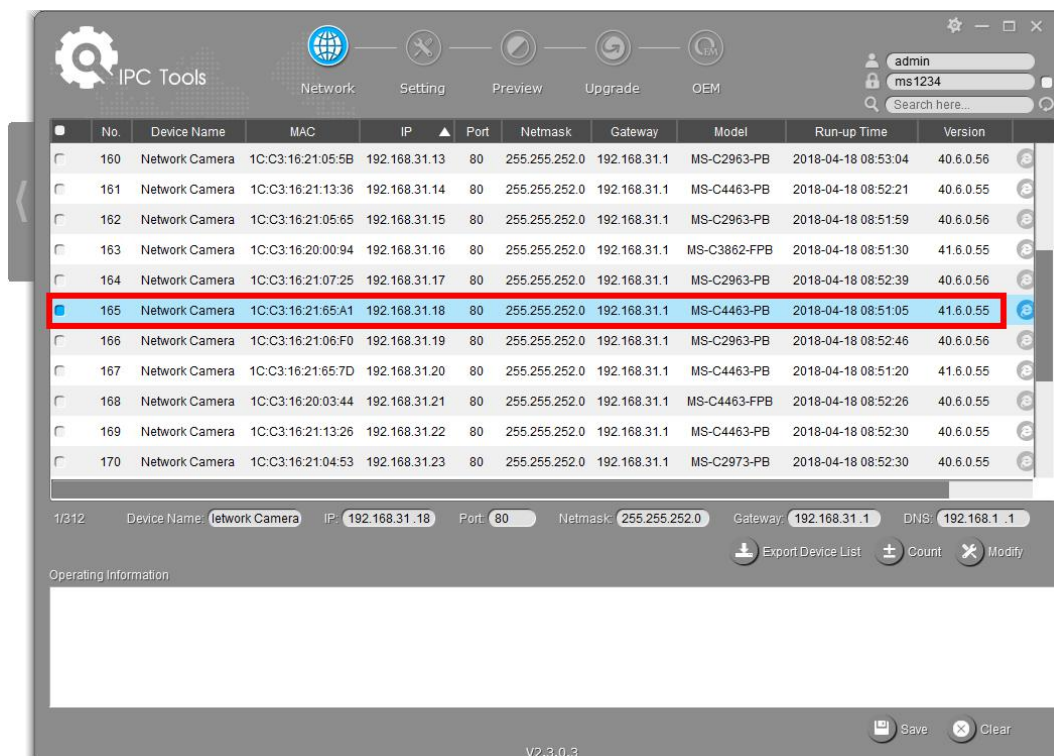 IPC Tools
Network Setting Preview Upgrade OEM
admin
ms1234
Search here...
No. Device Name MAC IP Port Netmask Gateway Model Run-up Time Version
160 Network Camera 1C:C3:16:21:05:5B 192.168.31.13 80 255.255.252.0 192.168.31.1 MS-C2963-PB 2018-04-18 08:53:04 40.6.0.56
161 Network Camera 1C:C3:16:21:13:36 192.168.31.14 80 255.255.252.0 192.168.31.1 MS-C4463-PB 2018-04-18 08:52:21 40.6.0.55
162 Network Camera 1C:C3:16:21:05:65 192.168.31.15 80 255.255.252.0 192.168.31.1 MS-C2963-PB 2018-04-18 08:51:59 40.6.0.56
163 Network Camera 1C:C3:16:20:00:94 192.168.31.16 80 255.255.252.0 192.168.31.1 MS-C3862-FPB 2018-04-18 08:51:30 41.6.0.55
164 Network Camera 1C:C3:16:21:07:25 192.168.31.17 80 255.255.252.0 192.168.31.1 MS-C2963-PB 2018-04-18 08:52:39 40.6.0.56
165 Network Camera 1C:C3:16:21:65:A1 192.168.31.18 80 255.255.252.0 192.168.31.1 MS-C4463-PB 2018-04-18 08:51:05 41.6.0.55
166 Network Camera 1C:C3:16:21:06:F0 192.168.31.19 80 255.255.252.0 192.168.31.1 MS-C2963-PB 2018-04-18 08:52:46 40.6.0.56
167 Network Camera 1C:C3:16:21:65:7D 192.168.31.20 80 255.255.252.0 192.168.31.1 MS-C4463-PB 2018-04-18 08:51:20 41.6.0.55
168 Network Camera 1C:C3:16:20:03:44 192.168.31.21 80 255.255.252.0 192.168.31.1 MS-C4463-FPB 2018-04-18 08:52:26 40.6.0.55
169 Network Camera 1C:C3:16:21:13:26 192.168.31.22 80 255.255.252.0 192.168.31.1 MS-C4463-PB 2018-04-18 08:52:30 40.6.0.55
170 Network Camera 1C:C3:16:21:04:53 192.168.31.23 80 255.255.252.0 192.168.31.1 MS-C2973-PB 2018-04-18 08:52:30 40.6.0.55
1/312 Device Name: letwork Camera IP: 192.168.31 .18 Port: 80 Netmask: 255.255.252.0 Gateway: 192.168.31 .1 DNS: 192.168.1 .1
Export Device List Count Modify
Operating Information
Save Clear
V2.3.0.3